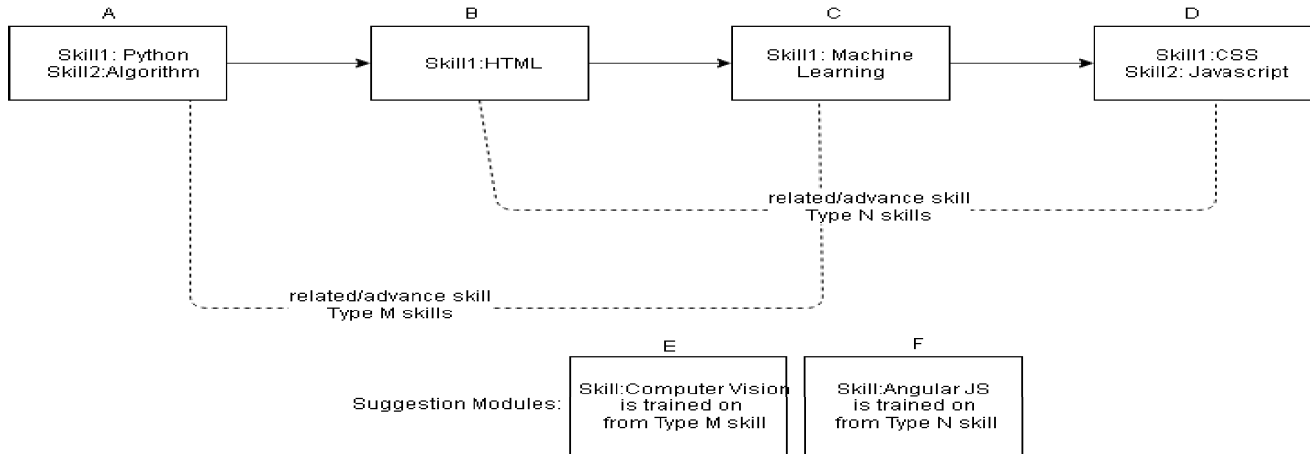 A
B
C
D
Skill1: Python
Skill2:Algorithm
Skill1:HTML
Skill1: Machine
Learning
Skill1:CSS
Skill2: Javascript
related/advance skill
Type N skills
related/advance skill
Type M skills
E
F
Suggestion Modules:
Skill:Computer Vision
is trained on
from Type M skill
Skill:Angular JS
is trained on
from Type N skill